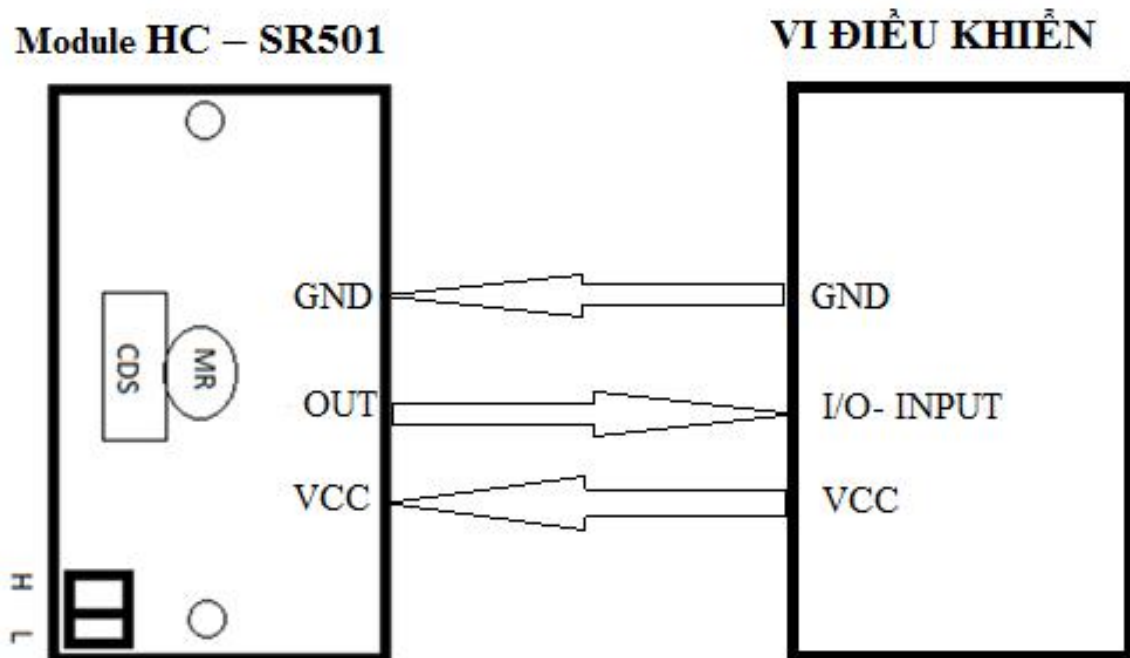 Module HC – SR501
VI ĐIỀU KHIỂN
GND
GND
CDS
MR
OUT
I/O- INPUT
VCC
VCC
H
L